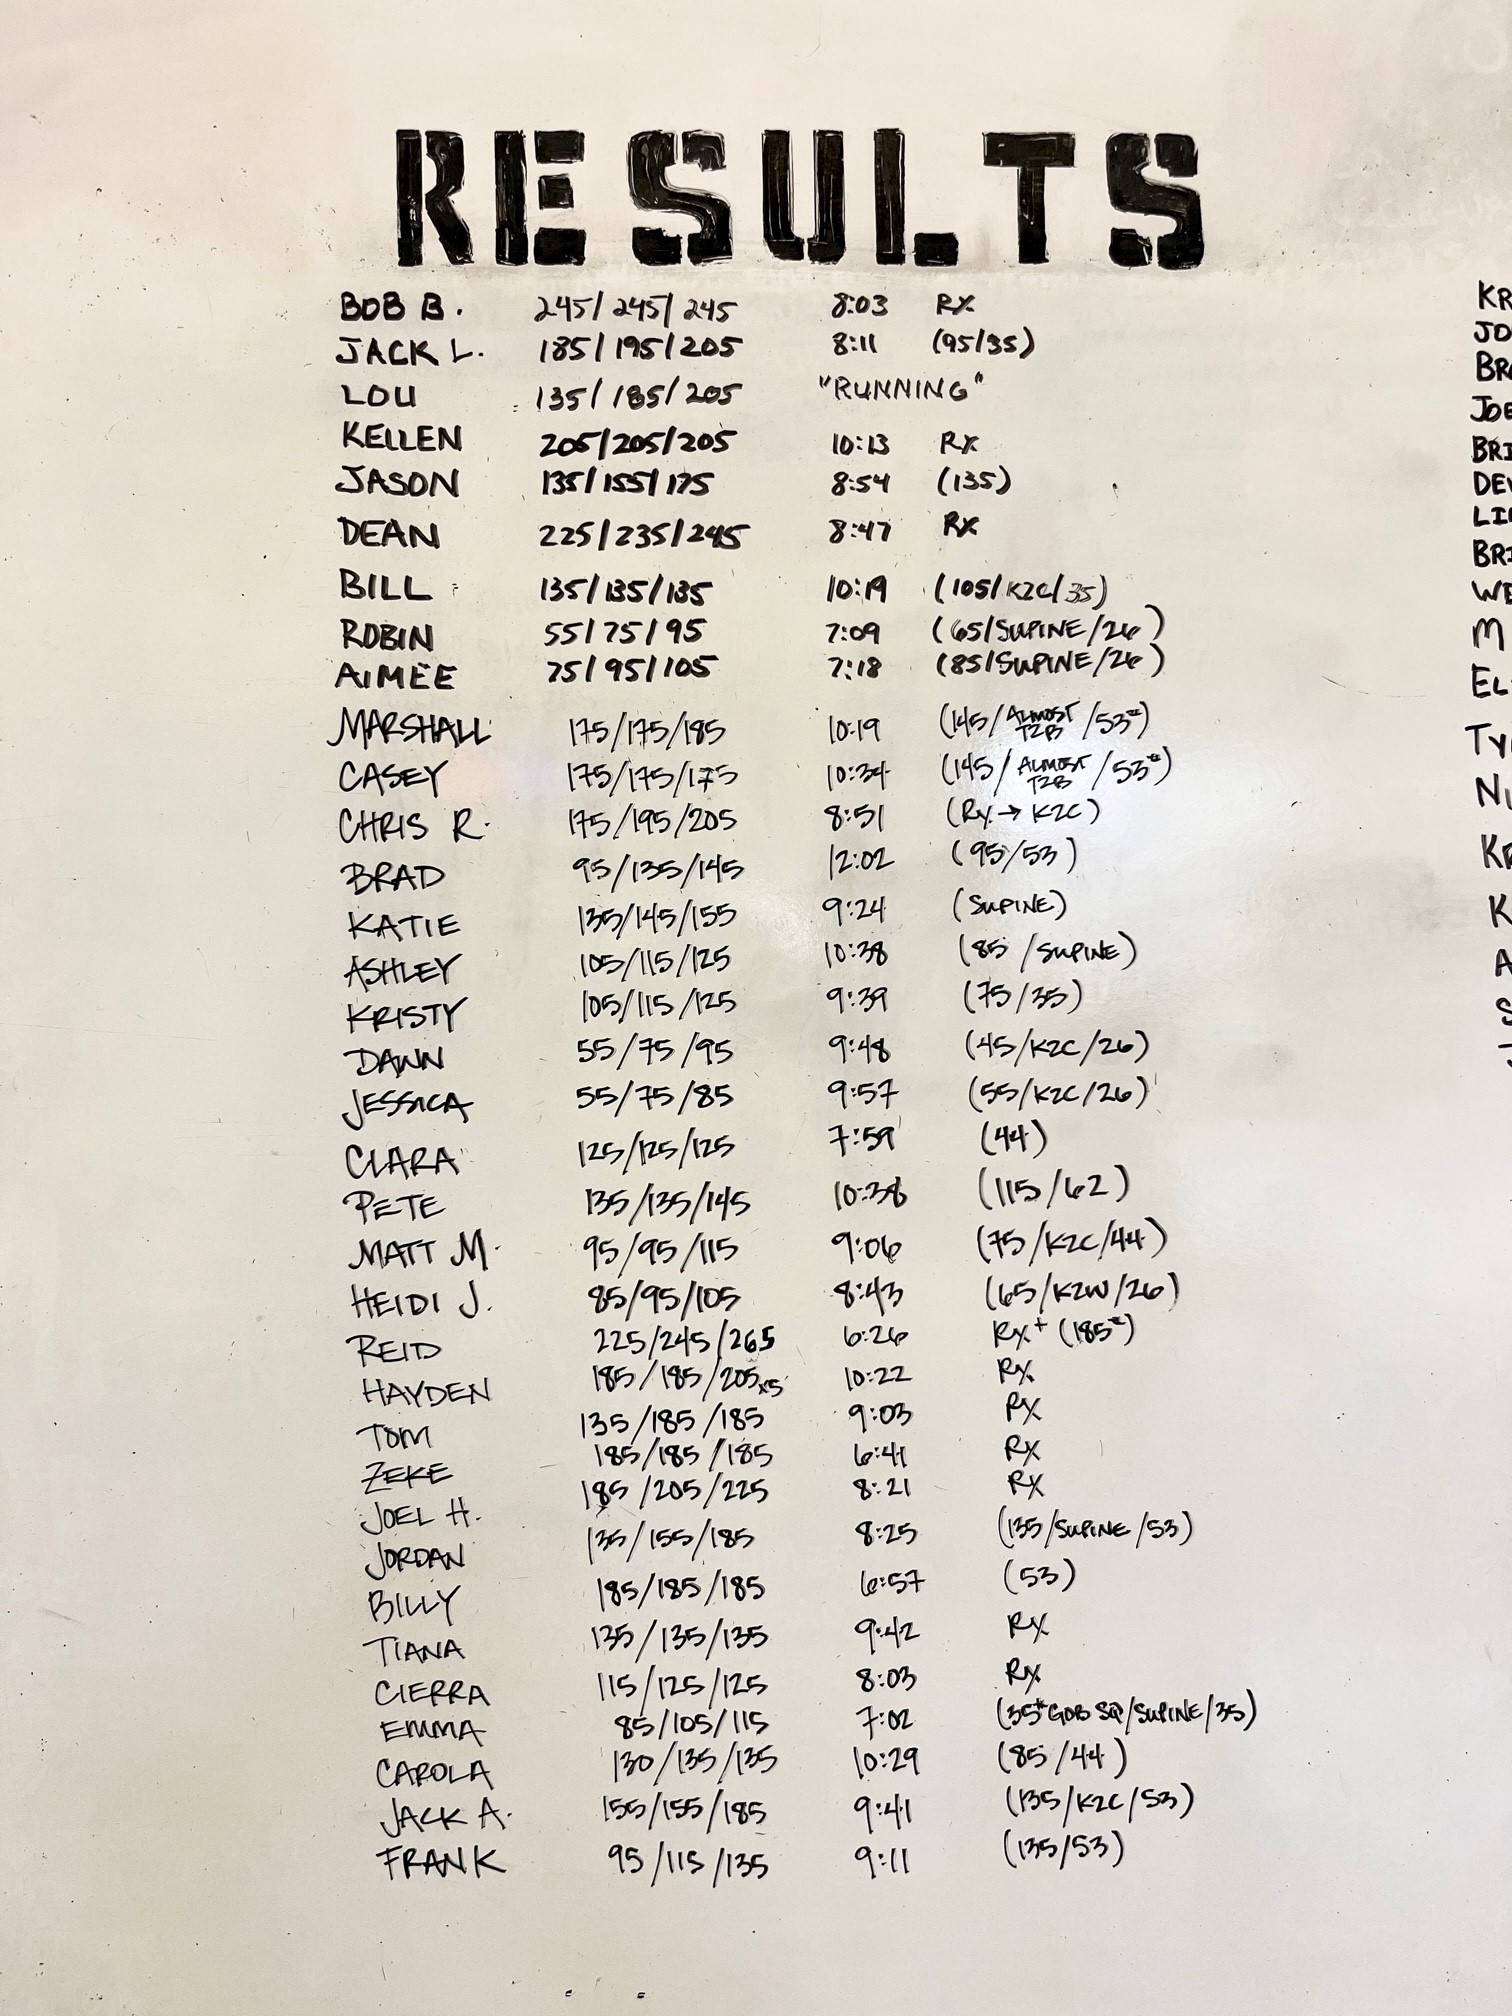 RESULTS
BOB B. 245/245/245 8:03 RX
JACK L. 185/195/205 8:11 (95/35)
LOU 135/185/205 "RUNNING"
KELLEN 205/205/205 10:13 RX
JASON 135/155/175 8:54 (135)
DEAN 225/235/245 8:47 RX
BILL 135/135/135 10:19 (105/K2C/35)
ROBIN 55/75/95 7:09 (65/SUPINE/26)
AIMEE 75/95/105 7:18 (85/SUPINE/26)
MARSHALL 175/175/185 10:19 (145/ALMOST T2B/53*)
CASEY 175/175/175 10:34 (145/ALMOST T2B/53*)
CHRIS R. 175/195/205 8:51 (RX→K2C)
BRAD 95/135/145 12:02 (95/53)
KATIE 135/145/155 9:24 (SUPINE)
ASHLEY 105/115/125 10:38 (85/SUPINE)
KRISTY 105/115/125 9:39 (75/35)
DAWN 55/75/95 9:48 (45/K2C/26)
JESSICA 55/75/85 9:57 (55/K2C/26)
CLARA 125/125/125 7:59 (44)
PETE 135/135/145 10:38 (115/62)
MATT M. 95/95/115 9:06 (75/K2C/44)
HEIDI J. 85/95/105 8:43 (65/K2W/26)
REID 225/245/265 6:26 RX+ (185*)
HAYDEN 185/185/205x5 10:22 RX
TOM 135/185/185 9:03 RX
ZEKE 185/185/185 6:41 RX
JOEL H. 185/205/225 8:21 RX
JORDAN 135/155/185 8:25 (135/SUPINE/53)
BILLY 185/185/185 6:57 (53)
TIANA 135/135/135 9:42 RX
CIERRA 115/125/125 8:03 RX
EMMA 85/105/115 7:02 (35*GOB SQ/SUPINE/35)
CAROLA 130/135/135 10:29 (85/44)
JACK A. 155/155/185 9:41 (135/K2C/53)
FRANK 95/115/135 9:11 (135/53)
KR
JO
BR
JOE
BRI
DE
LI
BRI
WE
M
EL
TY
NI
KR
K
A
S